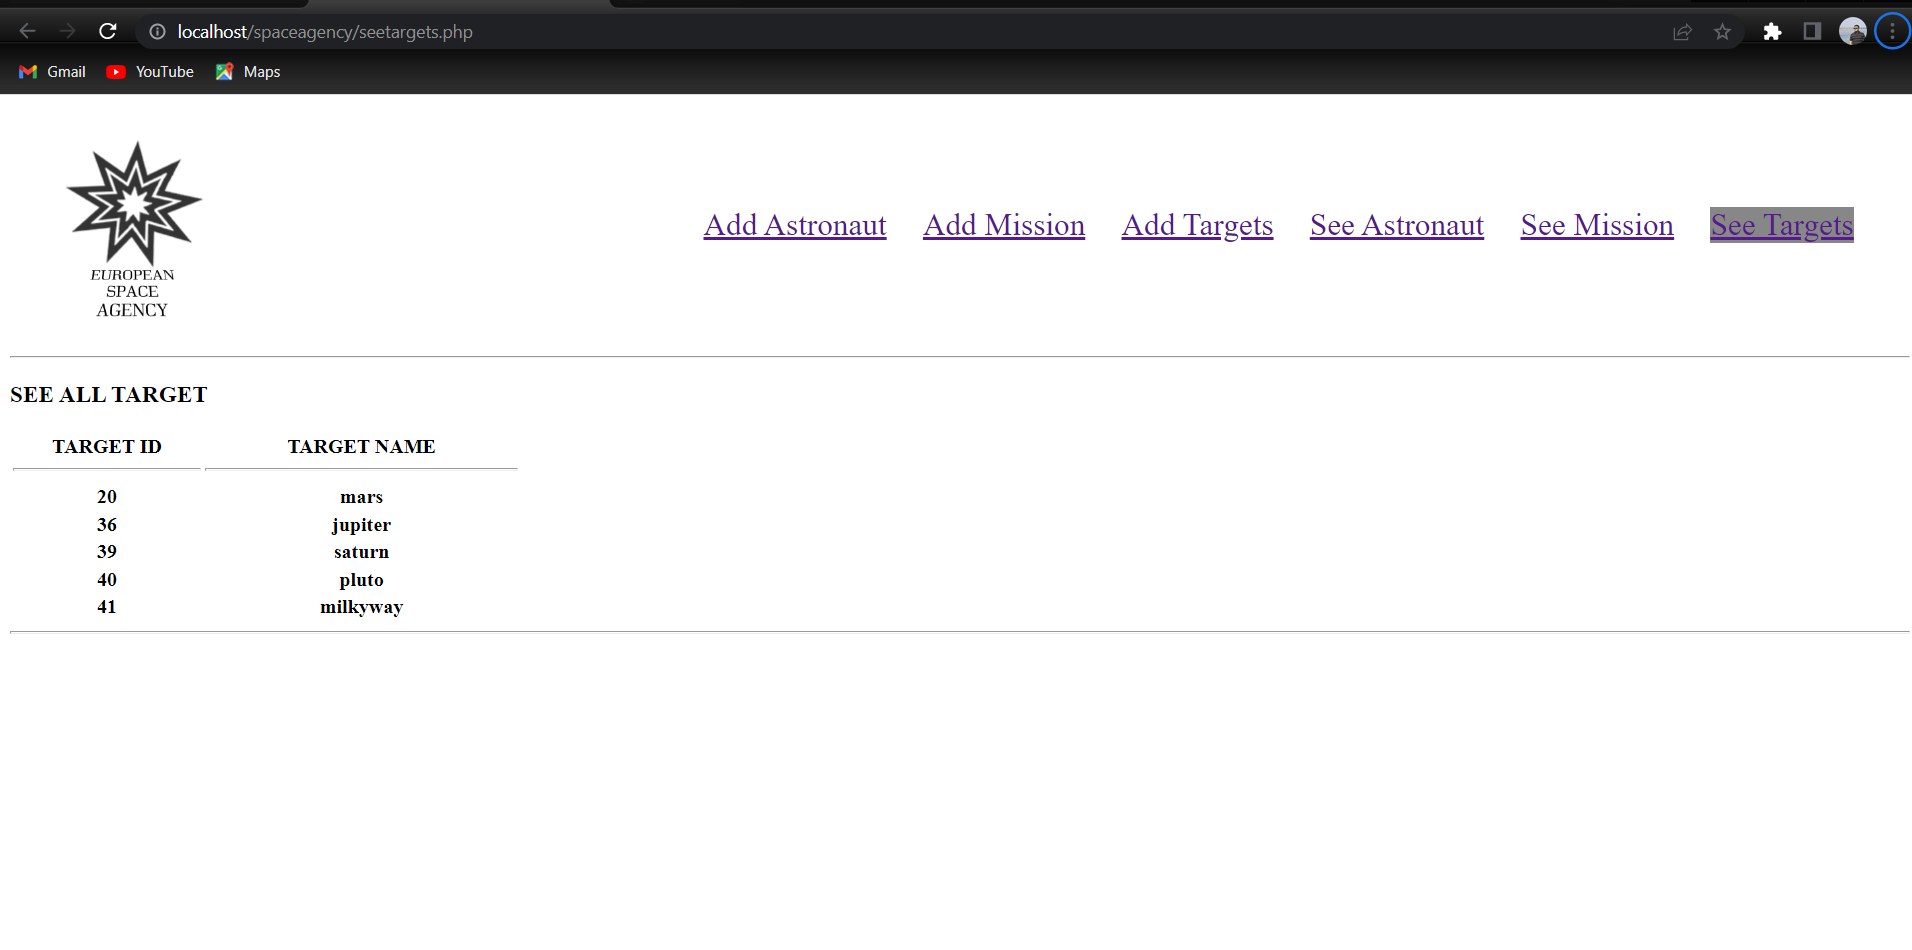 localhost/spaceagency/seetargets.php
Gmail YouTube Maps
EUROPEAN
SPACE
AGENCY
Add Astronaut Add Mission Add Targets See Astronaut See Mission See Targets
SEE ALL TARGET
TARGET ID TARGET NAME
20 mars
36 jupiter
39 saturn
40 pluto
41 milkyway